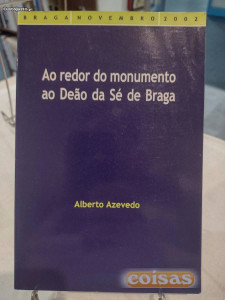 BRAGA NOVEMBRO 2002
Ao redor do monumento
ao Deão da Sé de Braga
Alberto Azevedo
coisas